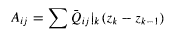 A_{ij} = \sum \bar{Q}_{ij}|_k (z_k - z_{k-1})